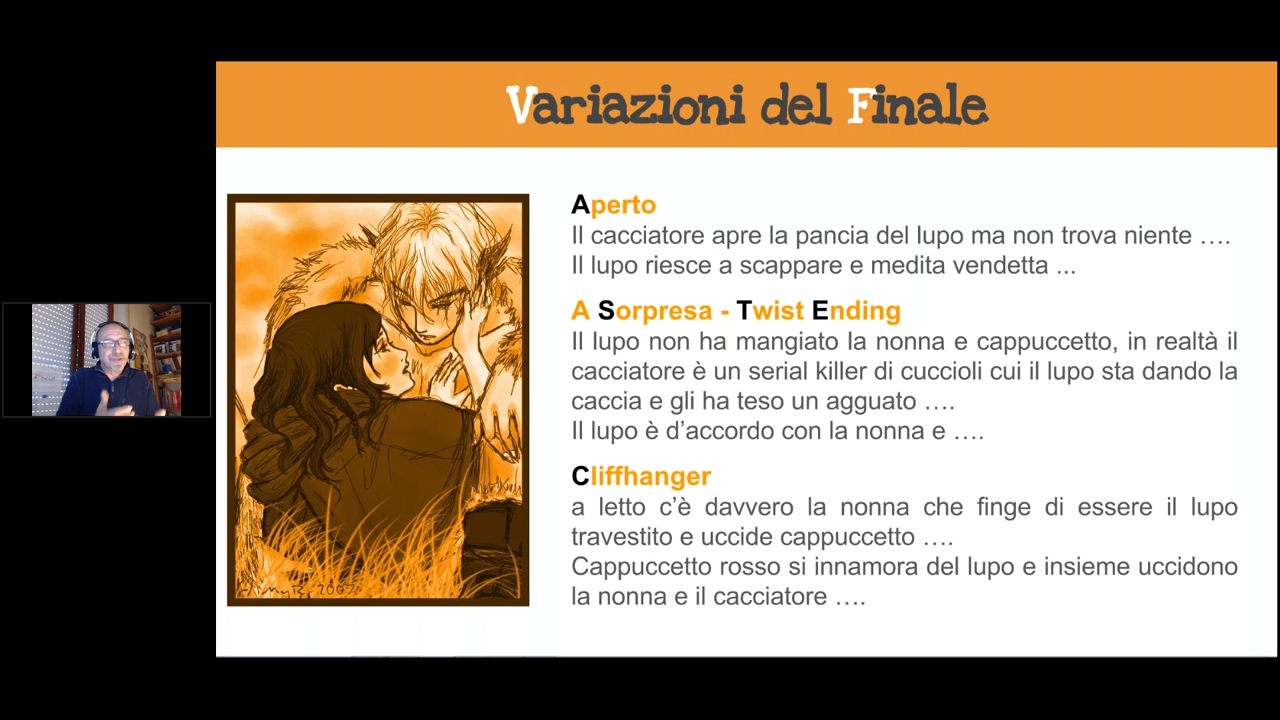 Variazioni del Finale
Aperto
Il cacciatore apre la pancia del lupo ma non trova niente ….
Il lupo riesce a scappare e medita vendetta ...
A Sorpresa - Twist Ending
Il lupo non ha mangiato la nonna e cappuccetto, in realtà il
cacciatore è un serial killer di cuccioli cui il lupo sta dando la
caccia e gli ha teso un agguato ….
Il lupo è d’accordo con la nonna e ….
Cliffhanger
a letto c’è davvero la nonna che finge di essere il lupo
travestito e uccide cappuccetto ….
Cappuccetto rosso si innamora del lupo e insieme uccidono
la nonna e il cacciatore ….